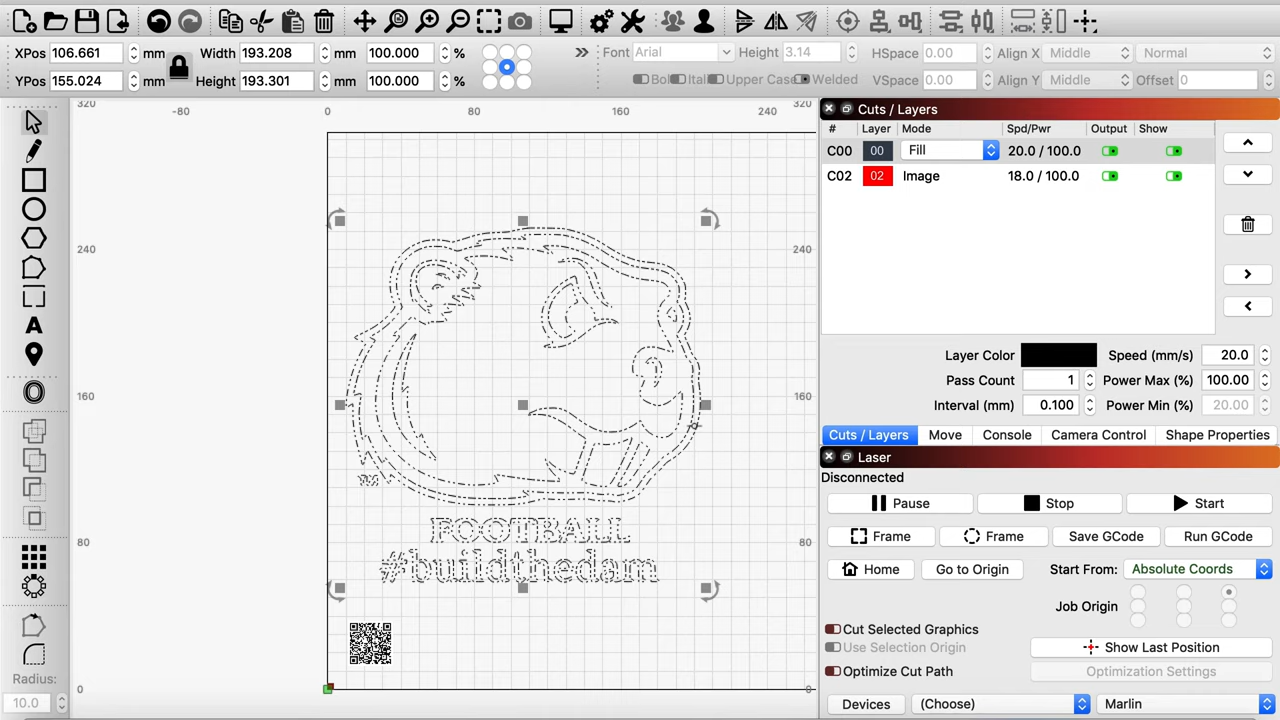 XPos 106.661 mm Width 193.208 mm 100.000 % Font Arial Height 3.14 HSpace 0.00 Align X Middle Normal
YPos 155.024 mm Height 193.301 mm 100.000 % Bold Italic Upper Case Welded VSpace 0.00 Align Y Middle Offset 0
320 -80 0 80 160 240 320
240 240
160 160
80 80
0 0
TM
FOOTBALL
#buildthedam
A
Radius:
10.0
Cuts / Layers
# Layer Mode Spd/Pwr Output Show
C00 00 Fill 20.0 / 100.0
C02 02 Image 18.0 / 100.0
Layer Color Speed (mm/s) 20.0
Pass Count 1 Power Max (%) 100.00
Interval (mm) 0.100 Power Min (%) 20.00
Cuts / Layers Move Console Camera Control Shape Properties
Laser
Disconnected
Pause Stop Start
Frame Frame Save GCode Run GCode
Home Go to Origin Start From: Absolute Coords
Job Origin
Cut Selected Graphics
Use Selection Origin Show Last Position
Optimize Cut Path Optimization Settings
Devices (Choose) Marlin